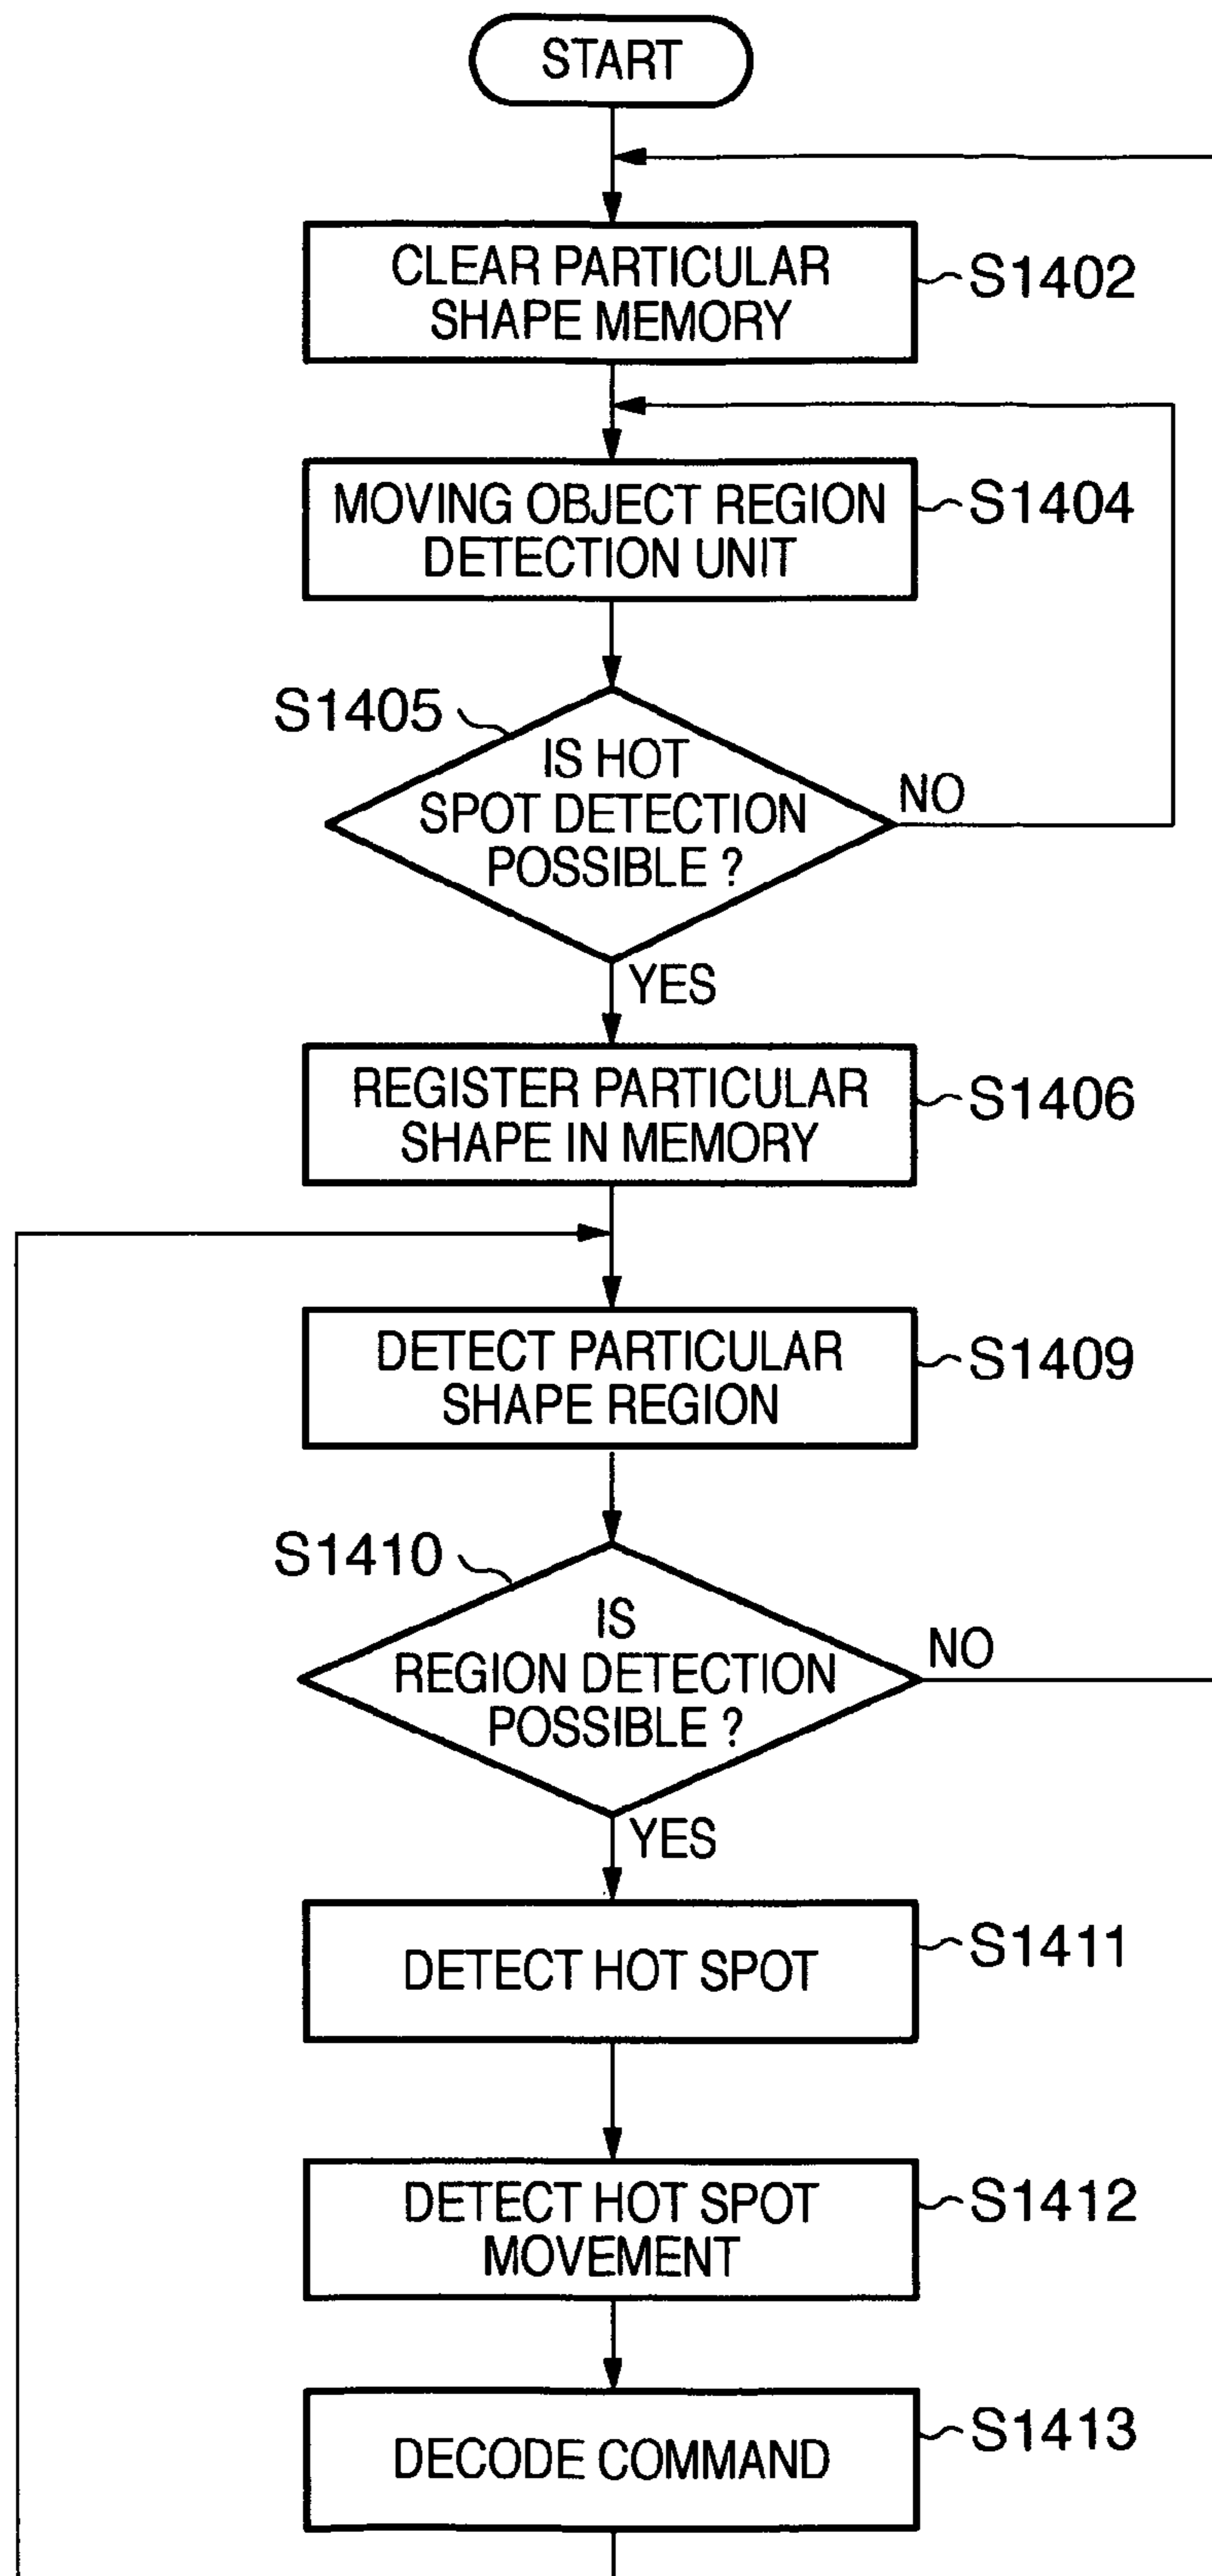 START
CLEAR PARTICULAR
SHAPE MEMORY
S1402
MOVING OBJECT REGION
DETECTION UNIT
S1404
S1405
IS HOT
SPOT DETECTION
POSSIBLE ?
NO
YES
REGISTER PARTICULAR
SHAPE IN MEMORY
S1406
DETECT PARTICULAR
SHAPE REGION
S1409
S1410
IS
REGION DETECTION
POSSIBLE ?
NO
YES
DETECT HOT SPOT
S1411
DETECT HOT SPOT
MOVEMENT
S1412
DECODE COMMAND
S1413